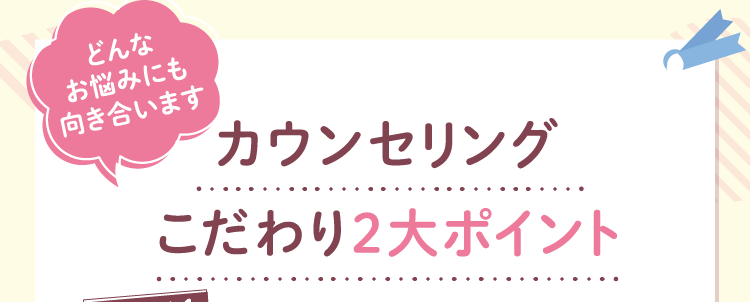 どんな
お悩みにも
向き合います
カウンセリング
こだわり2大ポイント